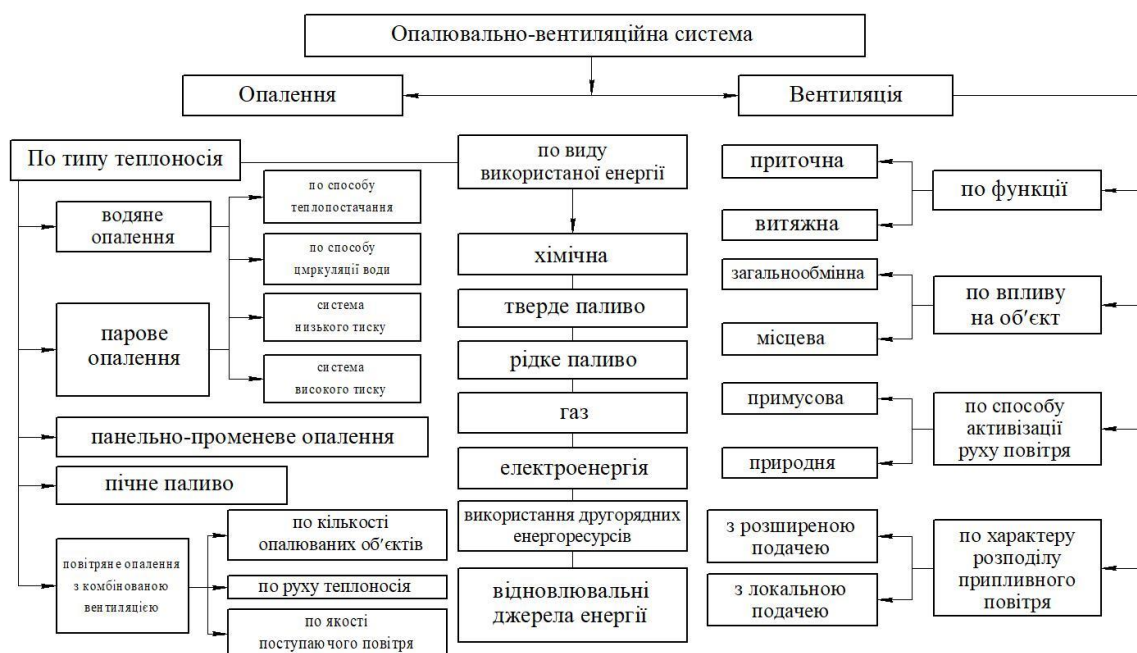 Опалювально-вентиляційна система
Опалення
Вентиляція
По типу теплоносія
водяне
опалення
по способу
теплопостачання
по способу
цмркуляції води
парове
опалення
система
низького тиску
система
високого тиску
панельно-променеве опалення
пічне паливо
повітряне опалення
з комбінованою
вентиляцією
по кількості
опалюваних об'єктів
по руху теплоносія
по якості
поступаючого повітря
по виду
використаної енергії
хімічна
тверде паливо
рідке паливо
газ
електроенергія
використання другорядних
енергоресурсів
відновлювальні
джерела енергії
приточна
витяжна
по функції
загальнообмінна
місцева
по впливу
на об'єкт
примусова
природня
по способу
активізації
руху повітря
з розширеною
подачею
з локальною
подачею
по характеру
розподілу
припливного
повітря